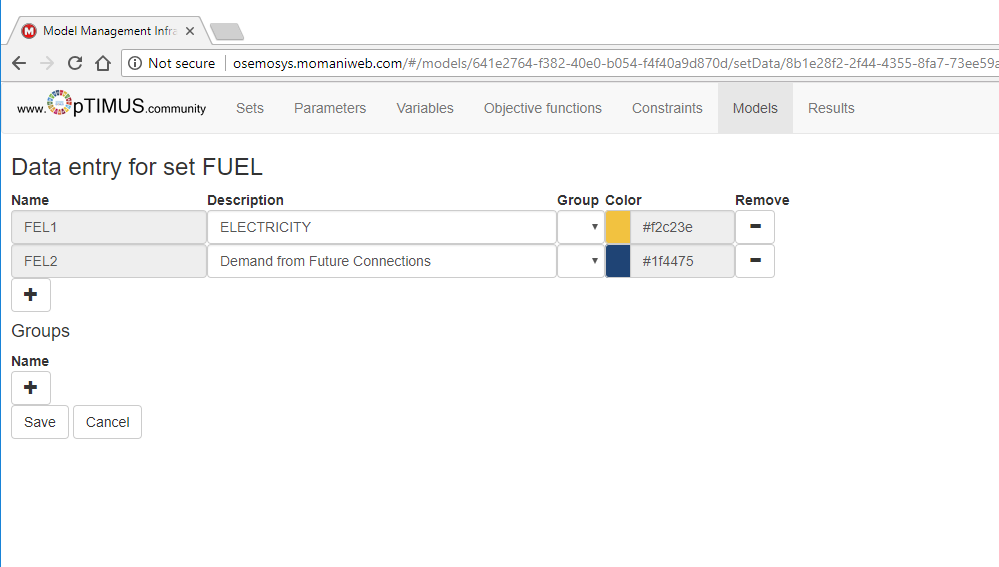 Model Management Infra
Not secure osemosys.momaniweb.com/#/models/641e2764-f382-40e0-b054-f4f40a9d870d/setData/8b1e28f2-2f44-4355-8fa7-73ee59a
www. OpTIMUS.community Sets Parameters Variables Objective functions Constraints Models Results
Data entry for set FUEL
Name Description Group Color Remove
FEL1 ELECTRICITY #f2c23e
FEL2 Demand from Future Connections #1f4475
Groups
Name
Save Cancel